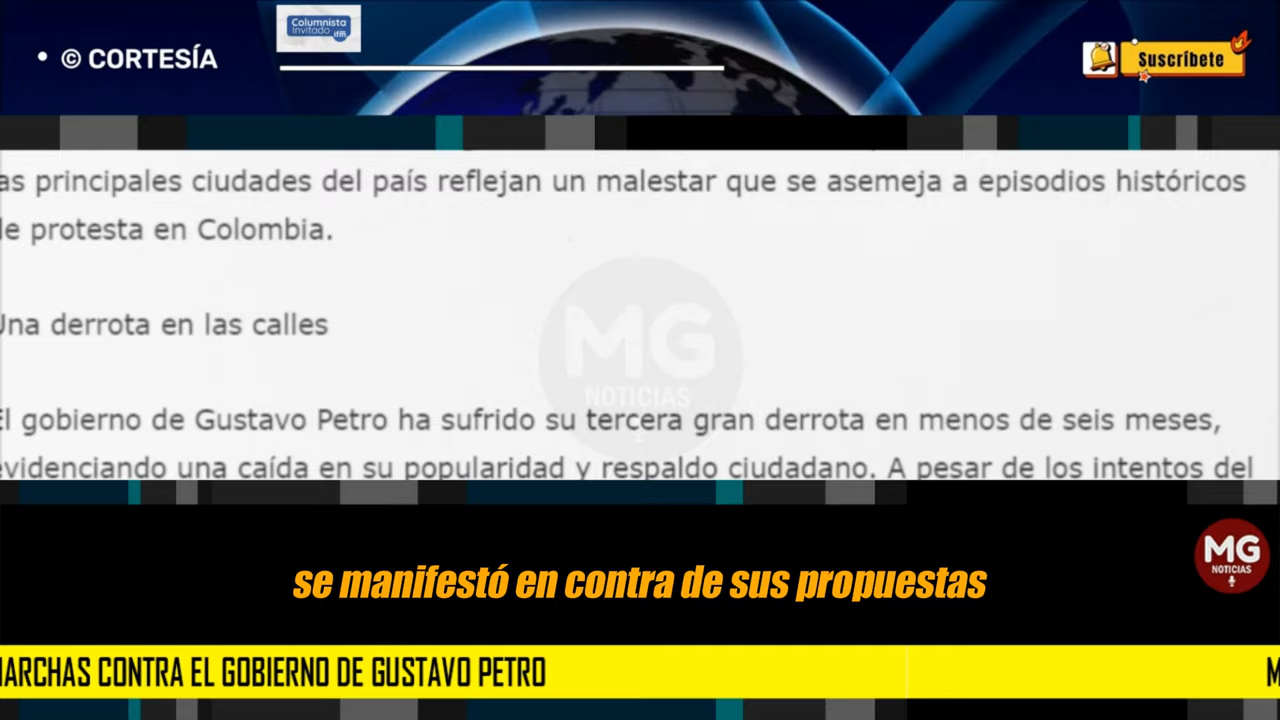 • © CORTESÍA
Columnista
Invitado
Suscríbete
as principales ciudades del país reflejan un malestar que se asemeja a episodios históricos
de protesta en Colombia.
Una derrota en las calles
El gobierno de Gustavo Petro ha sufrido su tercera gran derrota en menos de seis meses,
evidenciando una caída en su popularidad y respaldo ciudadano. A pesar de los intentos del
MG
NOTICIAS
se manifestó en contra de sus propuestas
MG
NOTICIAS
MARCHAS CONTRA EL GOBIERNO DE GUSTAVO PETRO M